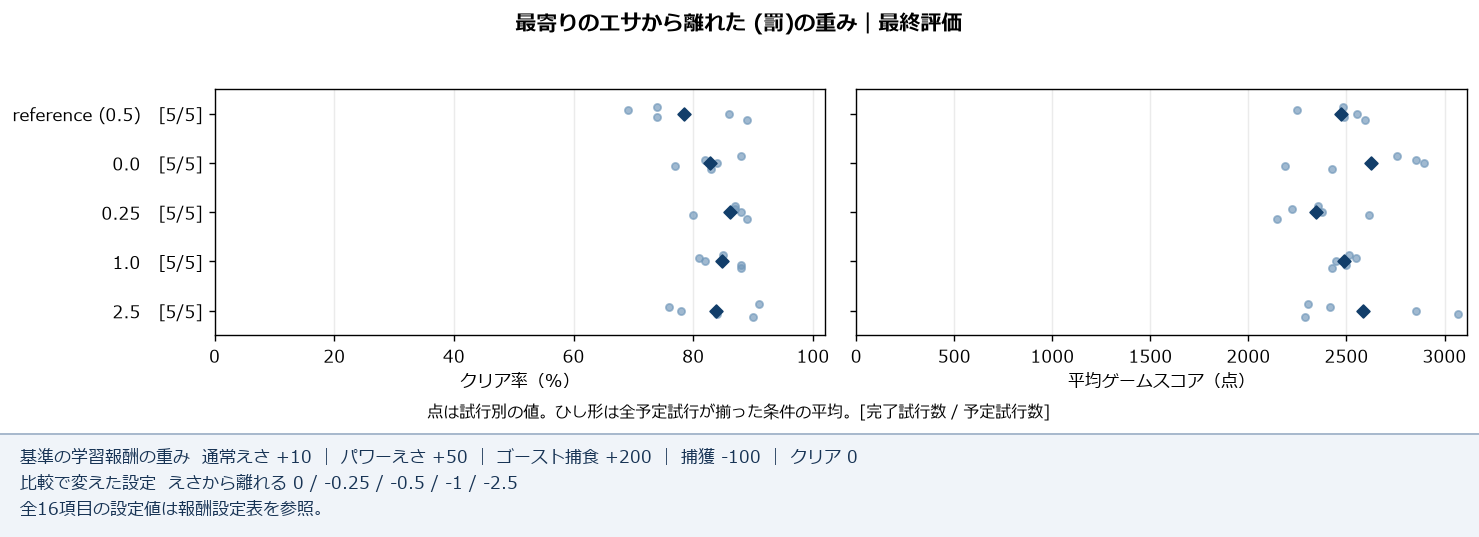 最寄りのエサから離れた (罰)の重み｜最終評価
reference (0.5) [5/5]
0.0 [5/5]
0.25 [5/5]
1.0 [5/5]
2.5 [5/5]
0 20 40 60 80 100
クリア率（%）
0 500 1000 1500 2000 2500 3000
平均ゲームスコア（点）
点は試行別の値。ひし形は全予定試行が揃った条件の平均。[完了試行数 / 予定試行数]
基準の学習報酬の重み 通常えさ +10 ｜ パワーえさ +50 ｜ ゴースト捕食 +200 ｜ 捕獲 -100 ｜ クリア 0
比較で変えた設定 えさから離れる 0 / -0.25 / -0.5 / -1 / -2.5
全16項目の設定値は報酬設定表を参照。